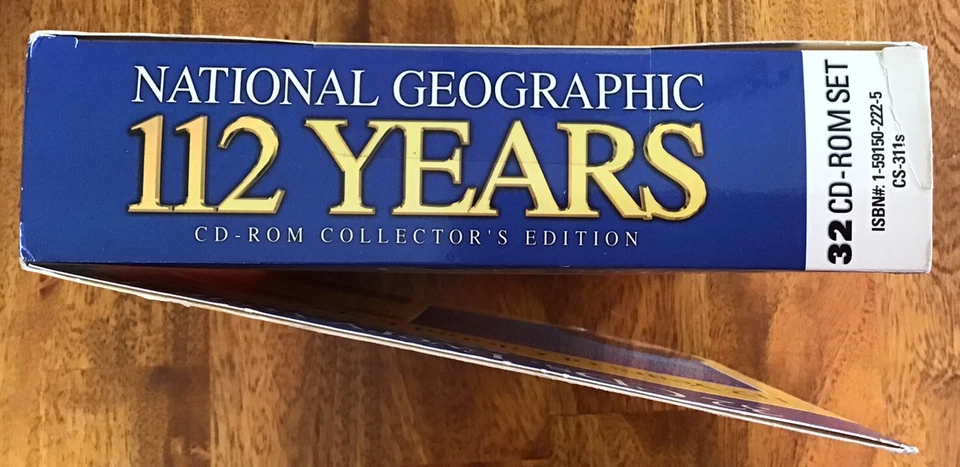 NATIONAL GEOGRAPHIC
112 YEARS
CD-ROM COLLECTOR'S EDITION
32 CD-ROM SET
ISBN#: 1-59150-222-5
CS-311s